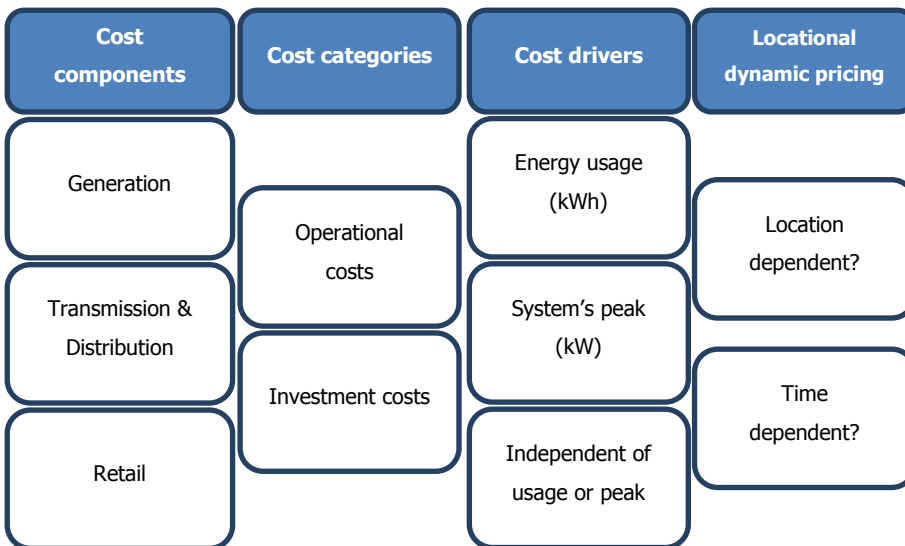 Cost
components
Cost categories
Cost drivers
Locational
dynamic pricing
Generation
Transmission &
Distribution
Retail
Operational
costs
Investment costs
Energy usage
(kWh)
System's peak
(kW)
Independent of
usage or peak
Location
dependent?
Time
dependent?